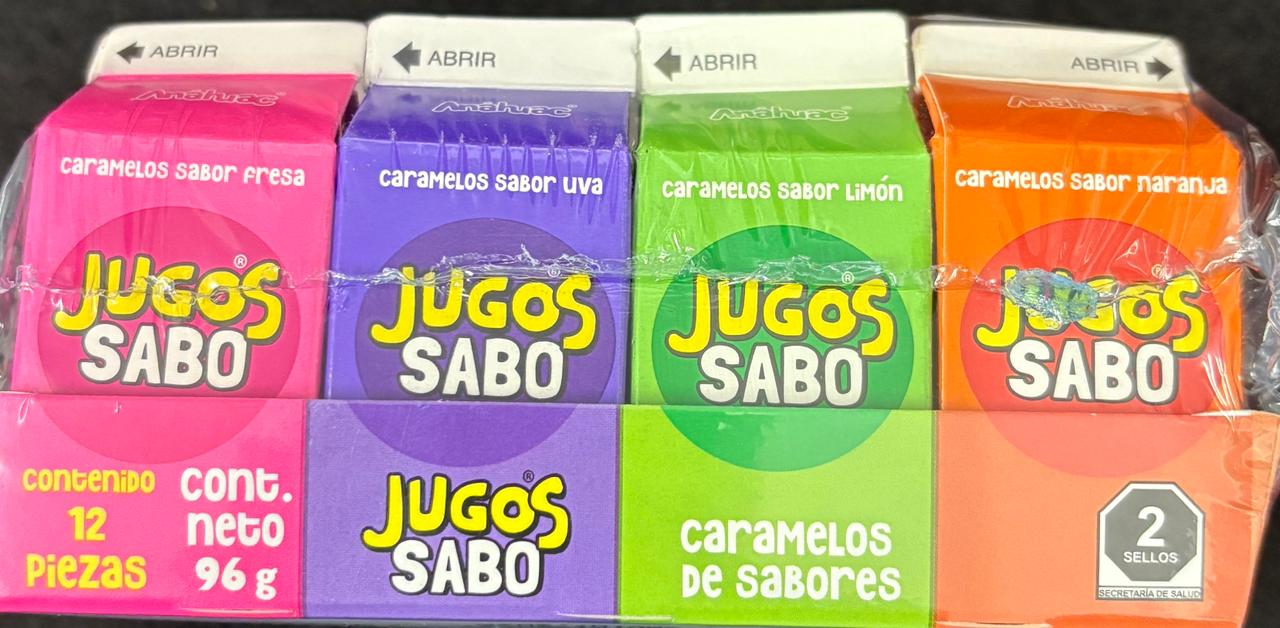 ABRIR
Anáhuac
caramelos sabor fresa
JUGOS®
SABO
ABRIR
Anáhuac®
caramelos sabor uva
JUGOS®
SABO
ABRIR
Anáhuac®
caramelos sabor limón
JUGOS®
SABO
ABRIR
Anáhuac
caramelos sabor naranja
JUGOS®
SABO
contenido
12
piezas
cont.
neto
96 g
JUGOS®
SABO
caramelos
de sabores
2
SELLOS
SECRETARÍA DE SALUD